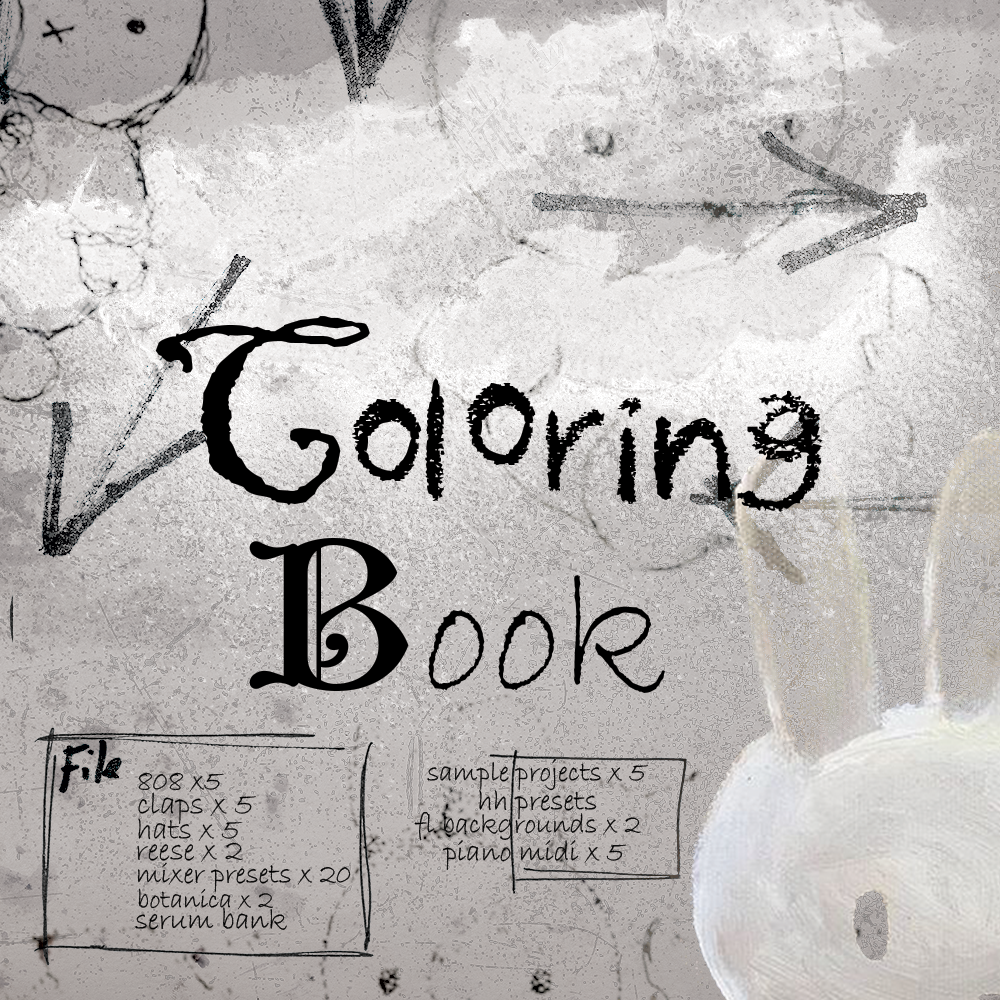 Coloring
Book
File
808 x5
claps x 5
hats x 5
reese x 2
mixer presets x 20
botanica x 2
serum bank
sample projects x 5
hh presets
fl backgrounds x 2
piano midi x 5